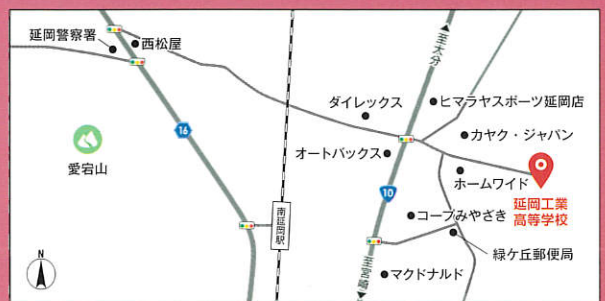 延岡警察署
西松屋
至大分
ダイレックス
ヒマラヤスポーツ延岡店
16
カヤク・ジャパン
オートバックス
愛宕山
ホームワイド
10
延岡工業
高等学校
南延岡駅
コープみやざき
緑ケ丘郵便局
N
至宮崎
マクドナルド